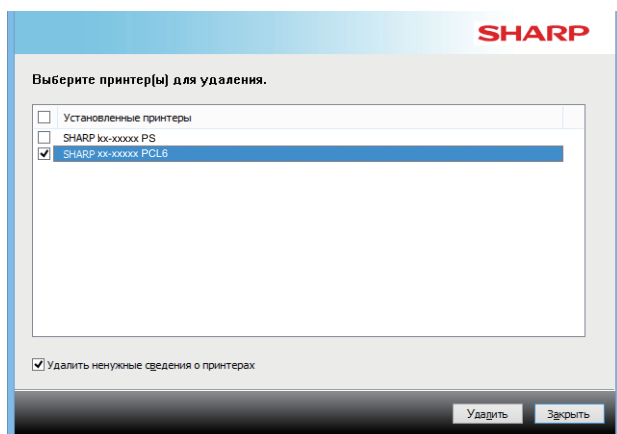 SHARP
Выберите принтер(ы) для удаления.
Установленные принтеры
SHARP kx-xxxxx PS
SHARP xx-xxxxx PCL6
Удалить ненужные сведения о принтерах
Удалить Закрыть